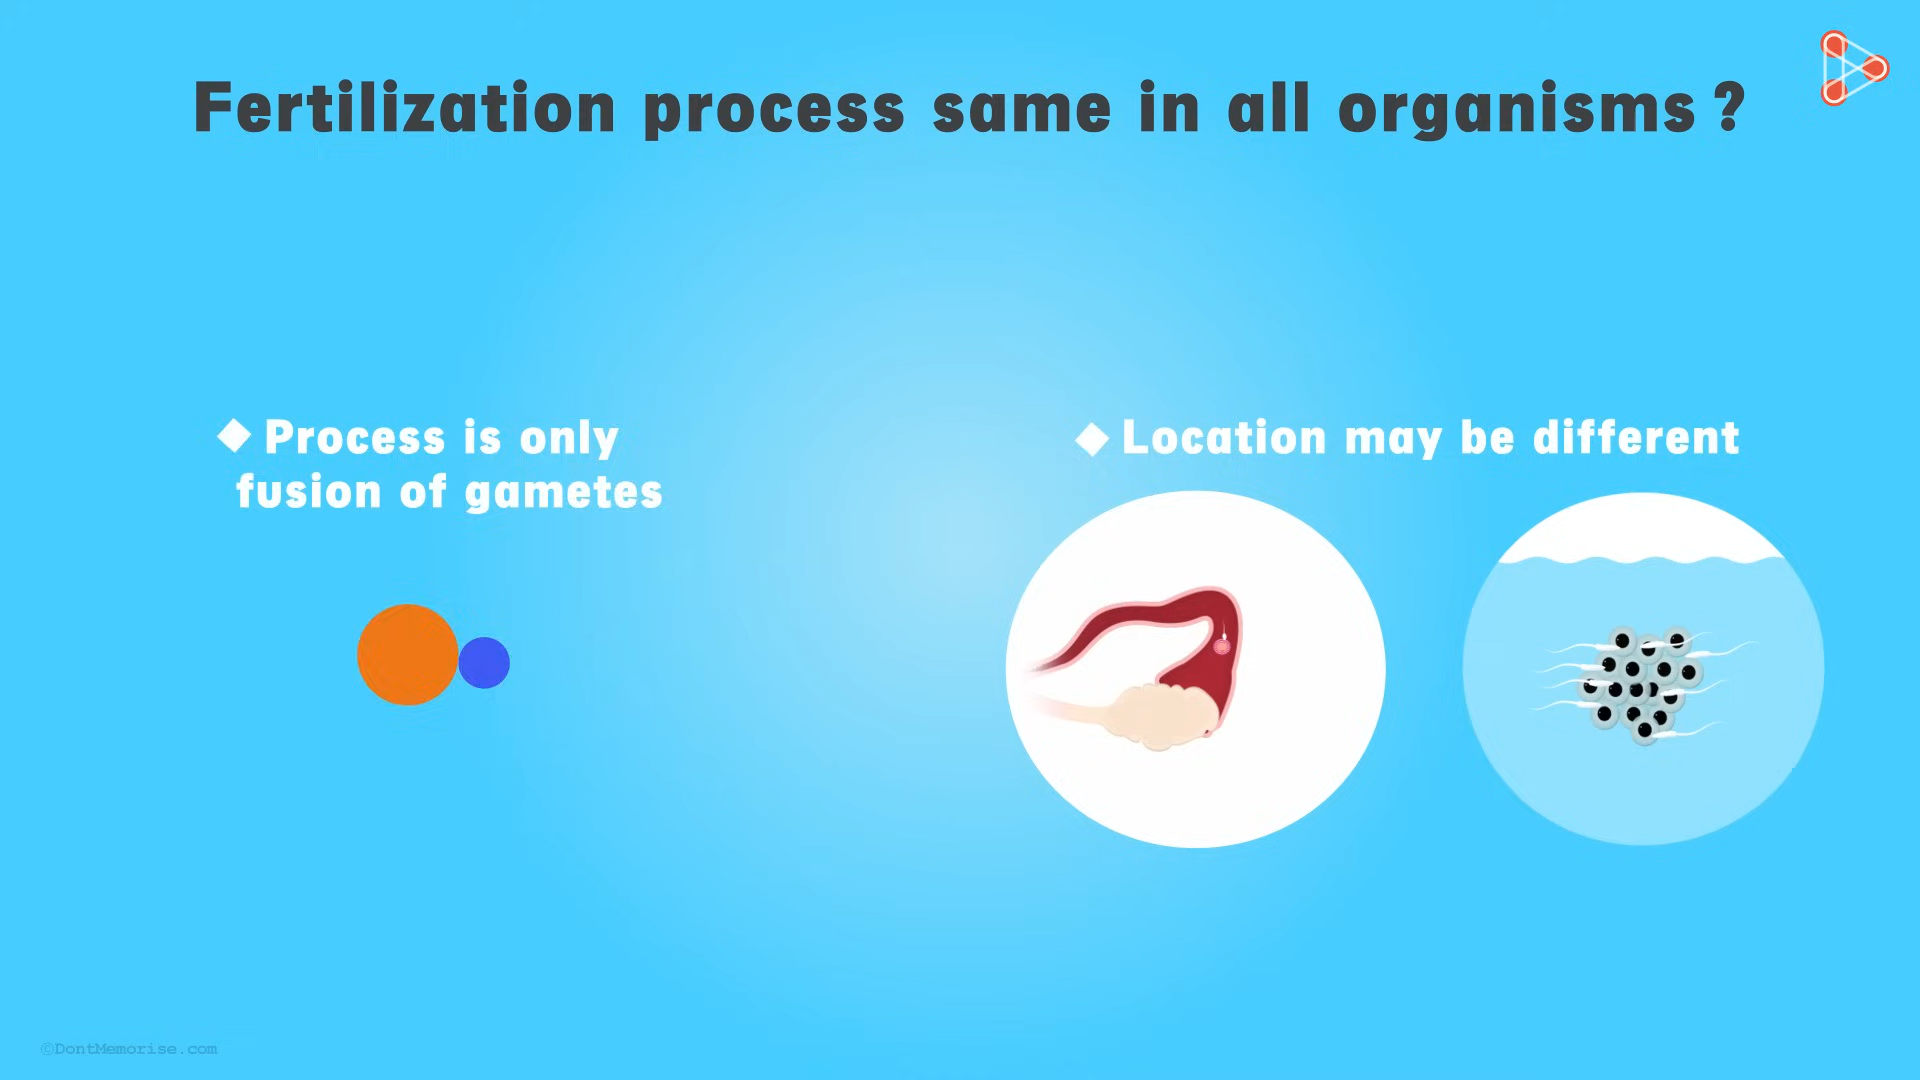 Fertilization process same in all organisms ?
◆ Process is only
fusion of gametes
◆ Location may be different
©DontMemorise.com